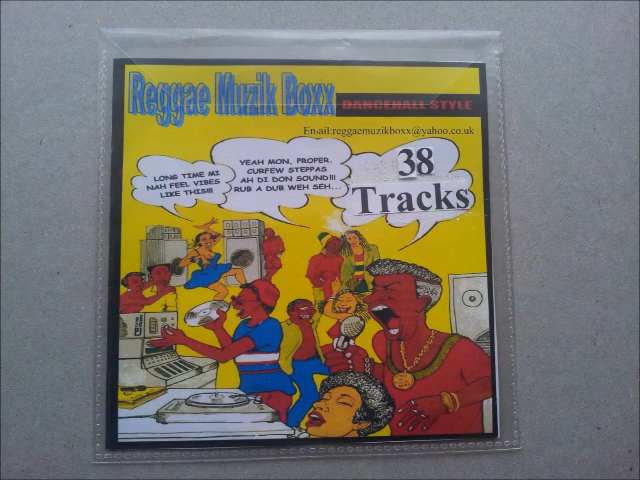 Reggae Muzik Boxx
DANCEHALL STYLE
Email:reggaemuzikboxx@yahoo.co.uk
LONG TIME MI
NAH FEEL VIBES
LIKE THIS!!!
YEAH MON, PROPER.
CURFEW STEPPAS
AH DI DON SOUND!!!
RUB A DUB WEH SEH...
38
Tracks